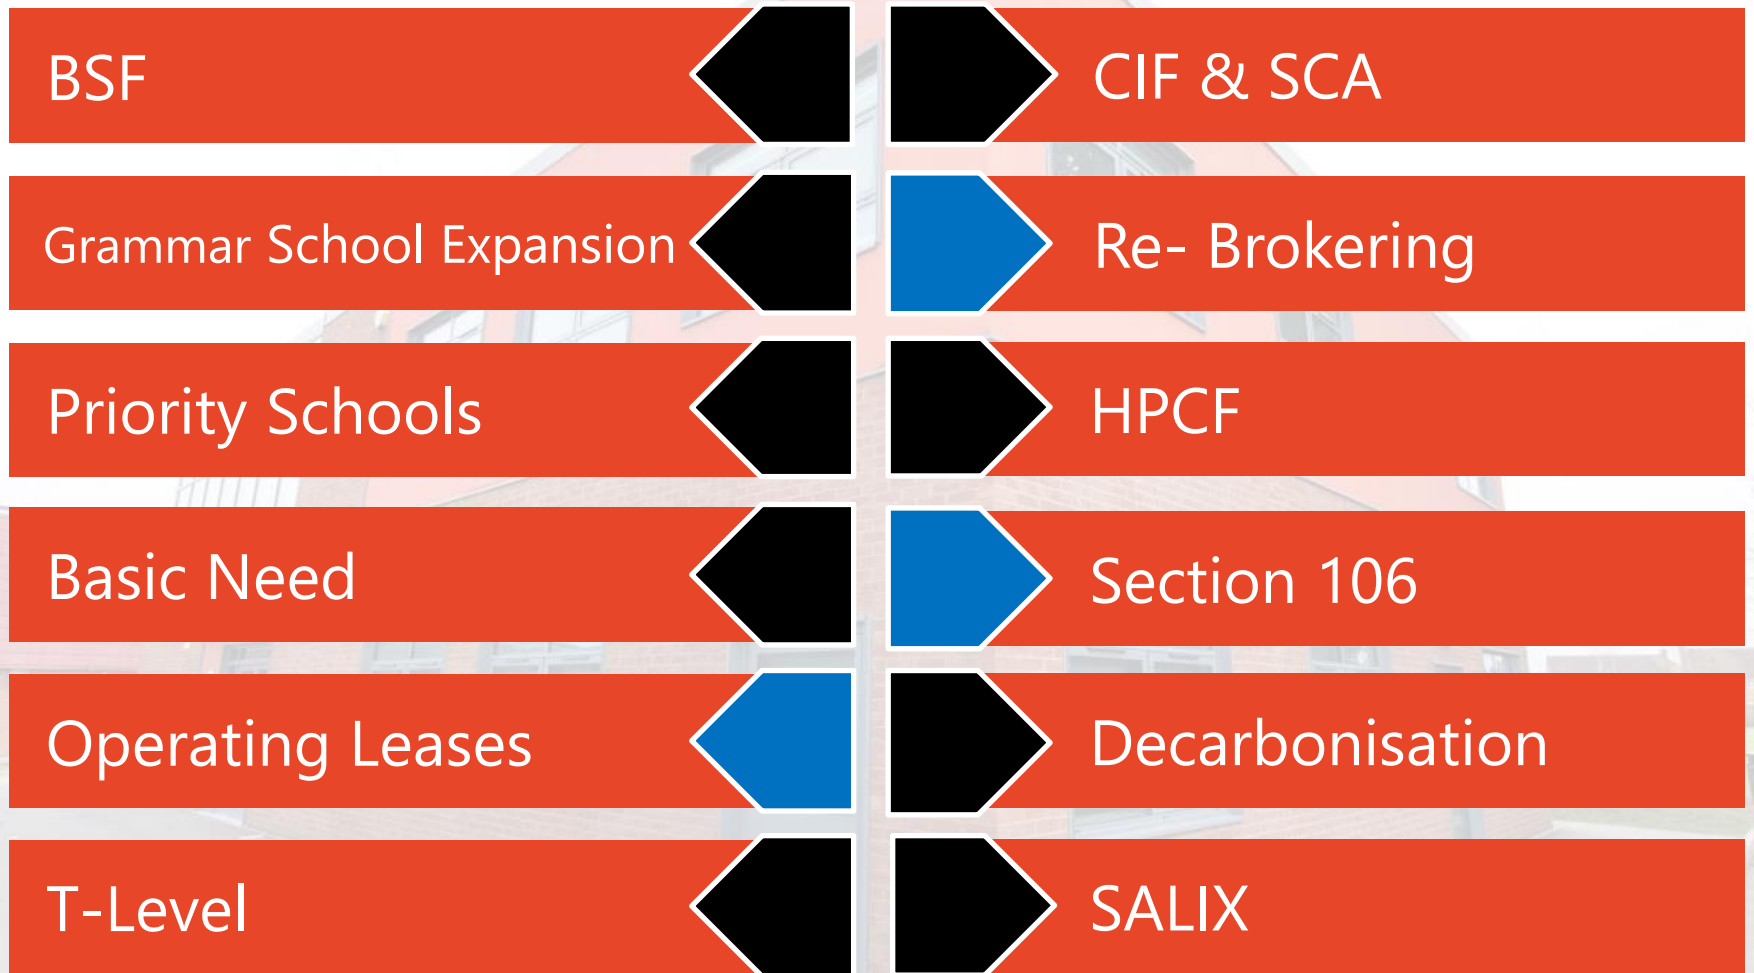 BSF
CIF & SCA
Grammar School Expansion
Re- Brokering
Priority Schools
HPCF
Basic Need
Section 106
Operating Leases
Decarbonisation
T-Level
SALIX